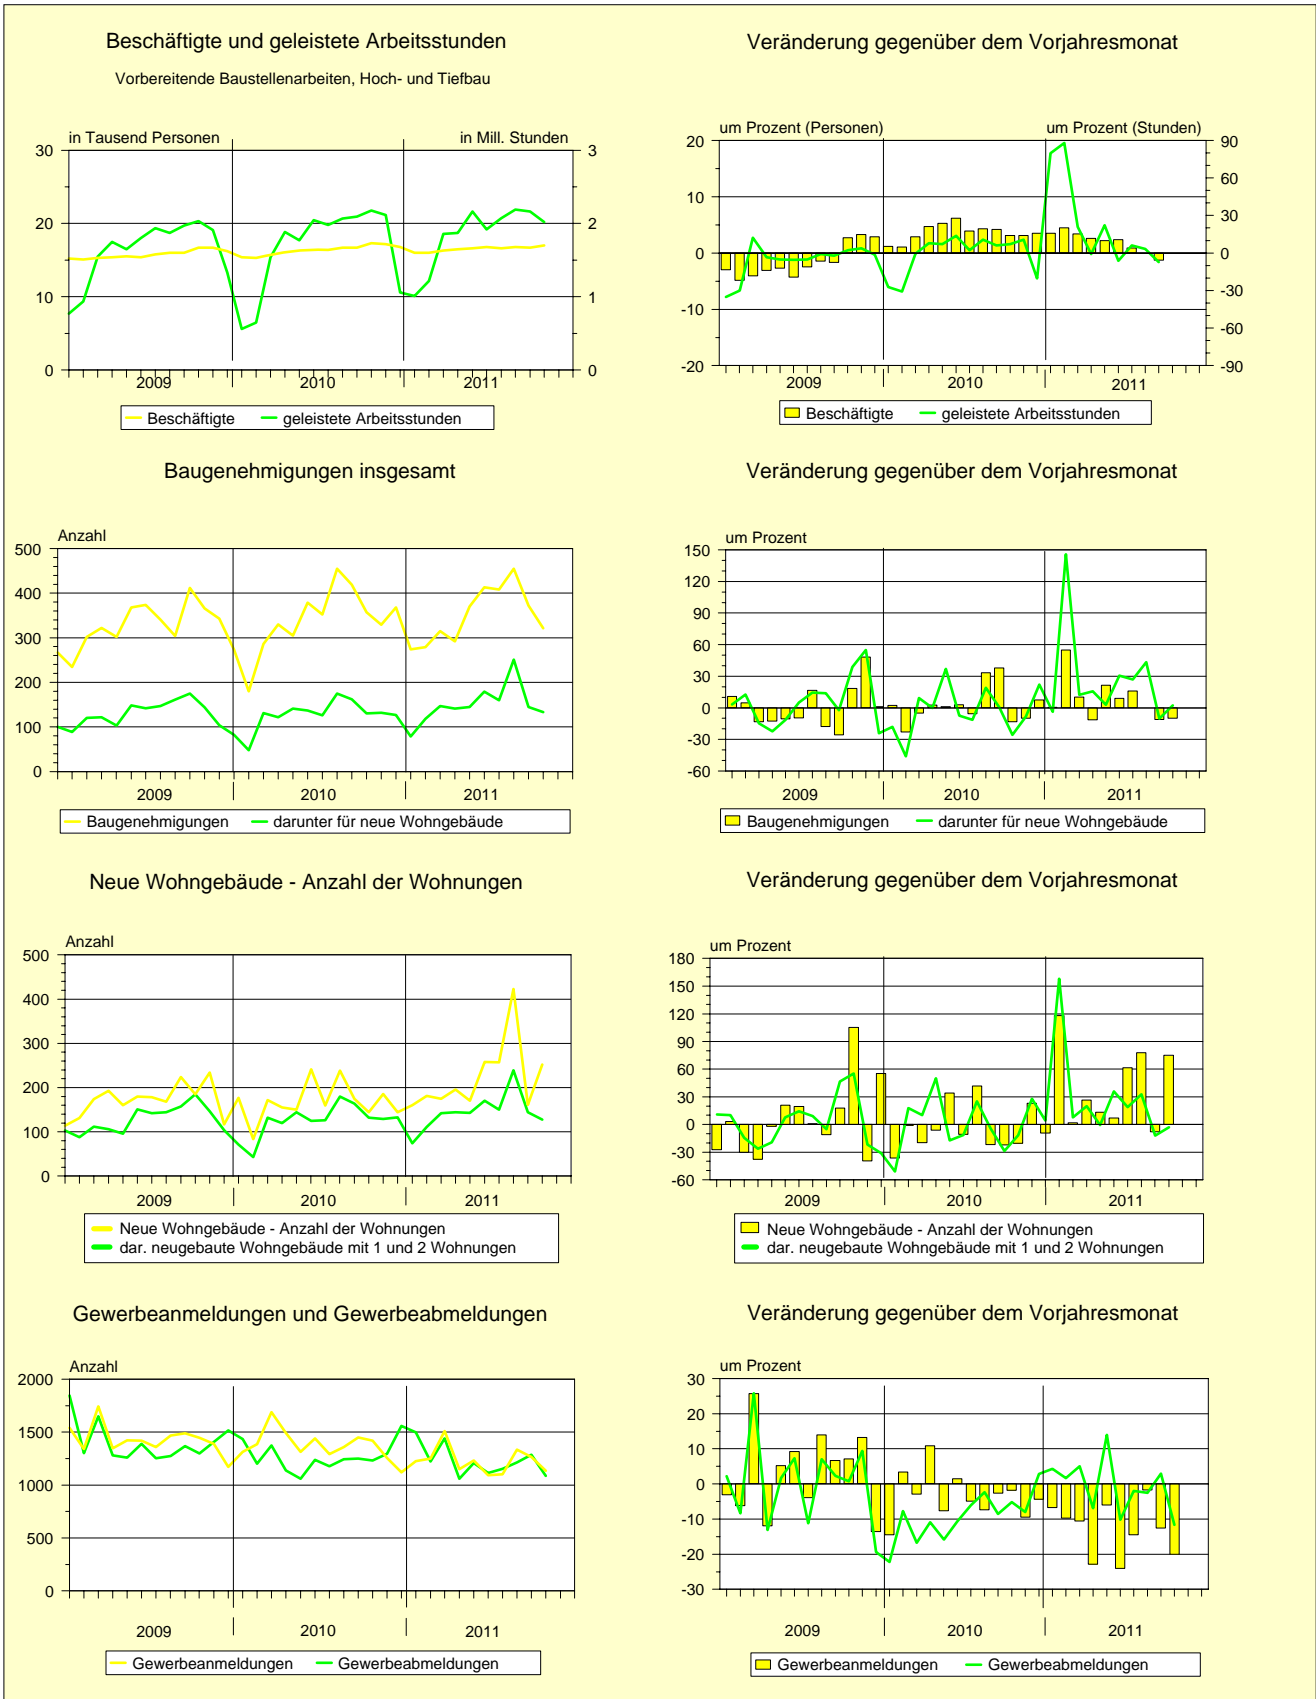 Beschäftigte und geleistete Arbeitsstunden
Vorbereitende Baustellenarbeiten, Hoch- und Tiefbau
in Tausend Personen
in Mill. Stunden
30
20
10
0
3
2
1
0
2009
2010
2011
Beschäftigte
geleistete Arbeitsstunden
Veränderung gegenüber dem Vorjahresmonat
um Prozent (Personen)
um Prozent (Stunden)
20
10
0
-10
-20
90
60
30
0
-30
-60
-90
2009
2010
2011
Beschäftigte
geleistete Arbeitsstunden
Baugenehmigungen insgesamt
Anzahl
500
400
300
200
100
0
2009
2010
2011
Baugenehmigungen
darunter für neue Wohngebäude
Veränderung gegenüber dem Vorjahresmonat
um Prozent
150
120
90
60
30
0
-30
-60
2009
2010
2011
Baugenehmigungen
darunter für neue Wohngebäude
Neue Wohngebäude - Anzahl der Wohnungen
Anzahl
500
400
300
200
100
0
2009
2010
2011
Neue Wohngebäude - Anzahl der Wohnungen
dar. neugebaute Wohngebäude mit 1 und 2 Wohnungen
Veränderung gegenüber dem Vorjahresmonat
um Prozent
180
150
120
90
60
30
0
-30
-60
2009
2010
2011
Neue Wohngebäude - Anzahl der Wohnungen
dar. neugebaute Wohngebäude mit 1 und 2 Wohnungen
Gewerbeanmeldungen und Gewerbeabmeldungen
Anzahl
2000
1500
1000
500
0
2009
2010
2011
Gewerbeanmeldungen
Gewerbeabmeldungen
Veränderung gegenüber dem Vorjahresmonat
um Prozent
30
20
10
0
-10
-20
-30
2009
2010
2011
Gewerbeanmeldungen
Gewerbeabmeldungen